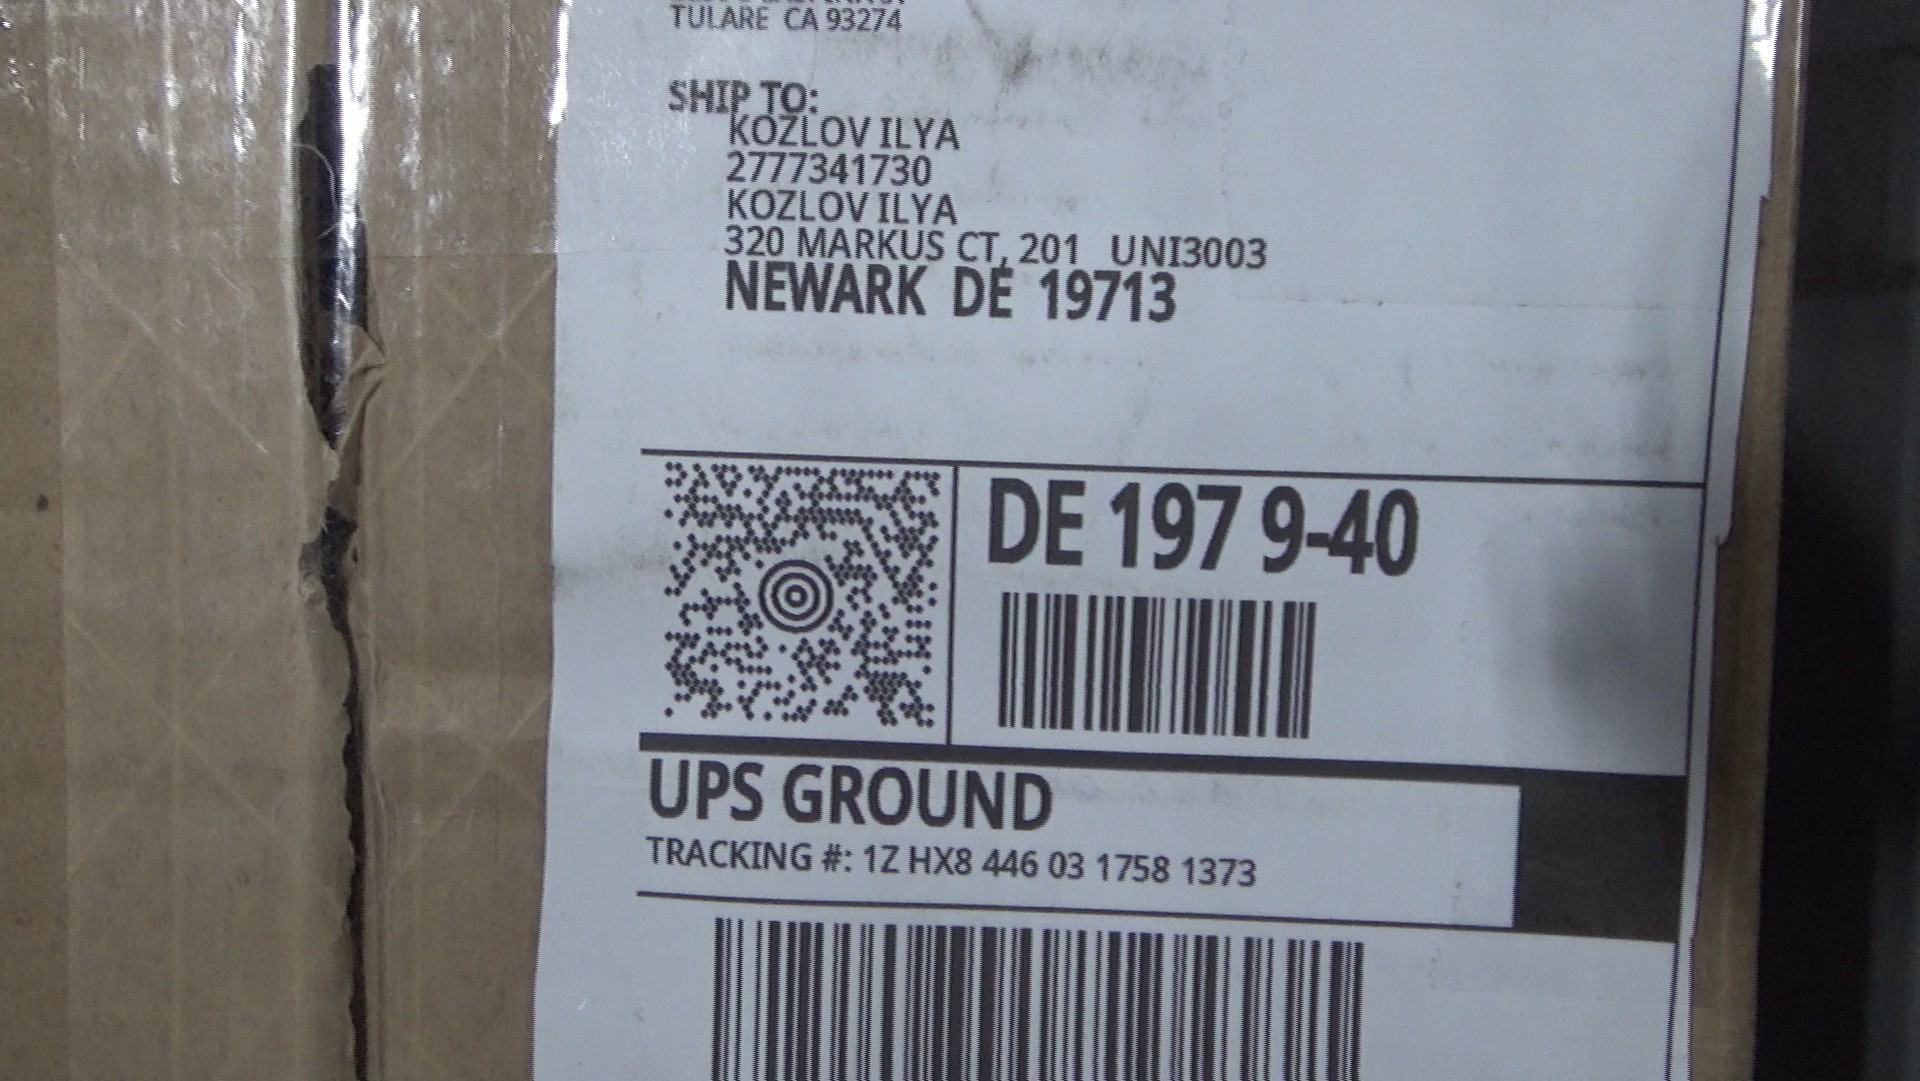 TULARE CA 93274
SHIP TO:
KOZLOV ILYA
2777341730
KOZLOV ILYA
320 MARKUS CT, 201 UNI3003
NEWARK DE 19713
DE 197 9-40
UPS GROUND
TRACKING #: 1Z HX8 446 03 1758 1373